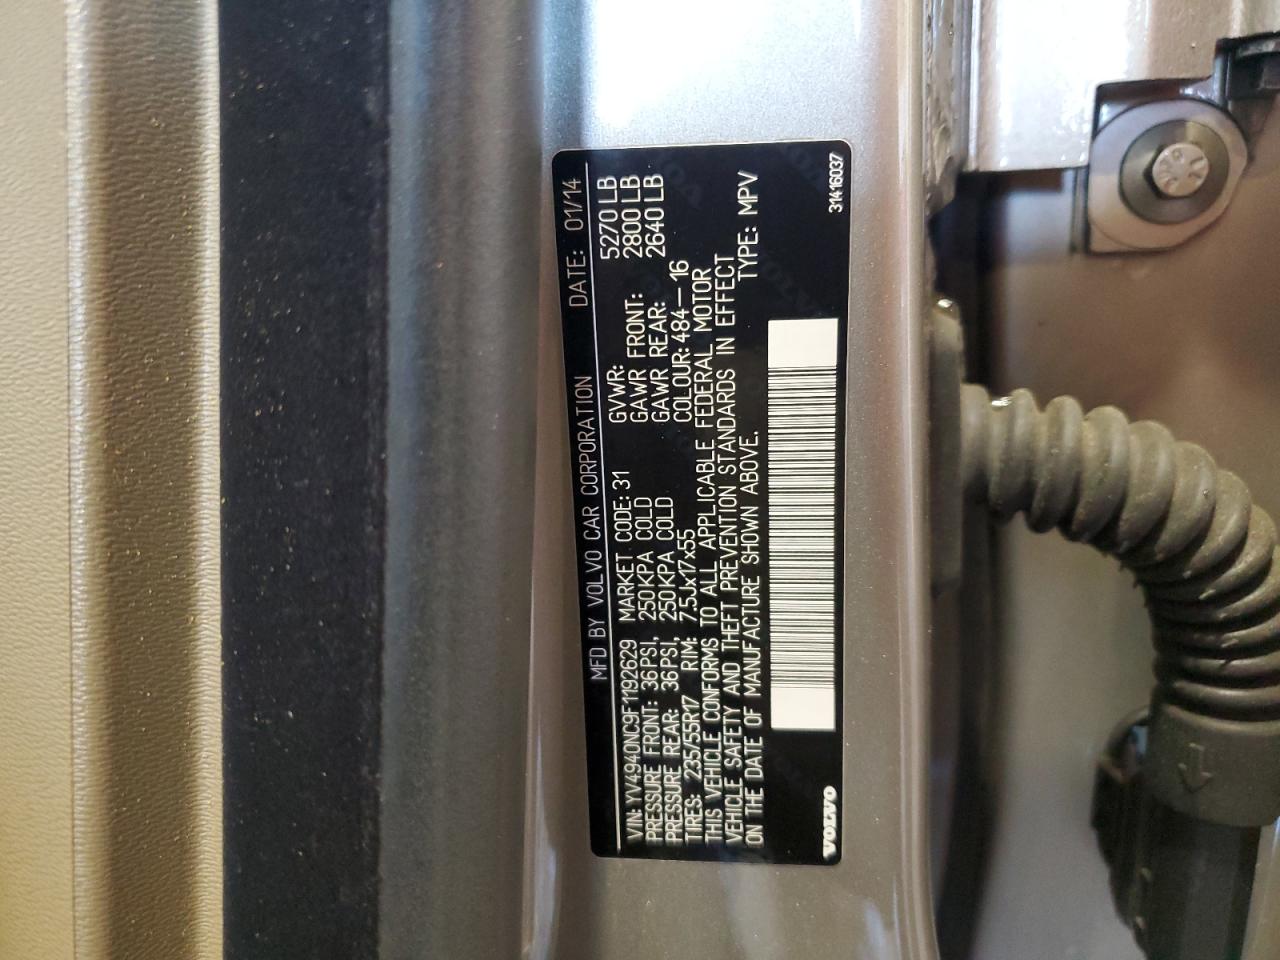 MFD BY VOLVO CAR CORPORATION DATE: 01/14
VIN: YV4940NC9F1192629 MARKET CODE: 31 GVWR: 5270 LB
PRESSURE FRONT: 36PSI, 250KPA COLD GAWR FRONT: 2800 LB
PRESSURE REAR: 36PSI, 250KPA COLD GAWR REAR: 2640 LB
TIRES: 235/55R17 RIM: 7.5Jx17x55 COLOUR: 484—16
THIS VEHICLE CONFORMS TO ALL APPLICABLE FEDERAL MOTOR
VEHICLE SAFETY AND THEFT PREVENTION STANDARDS IN EFFECT
ON THE DATE OF MANUFACTURE SHOWN ABOVE. TYPE: MPV
VOLVO 31416037